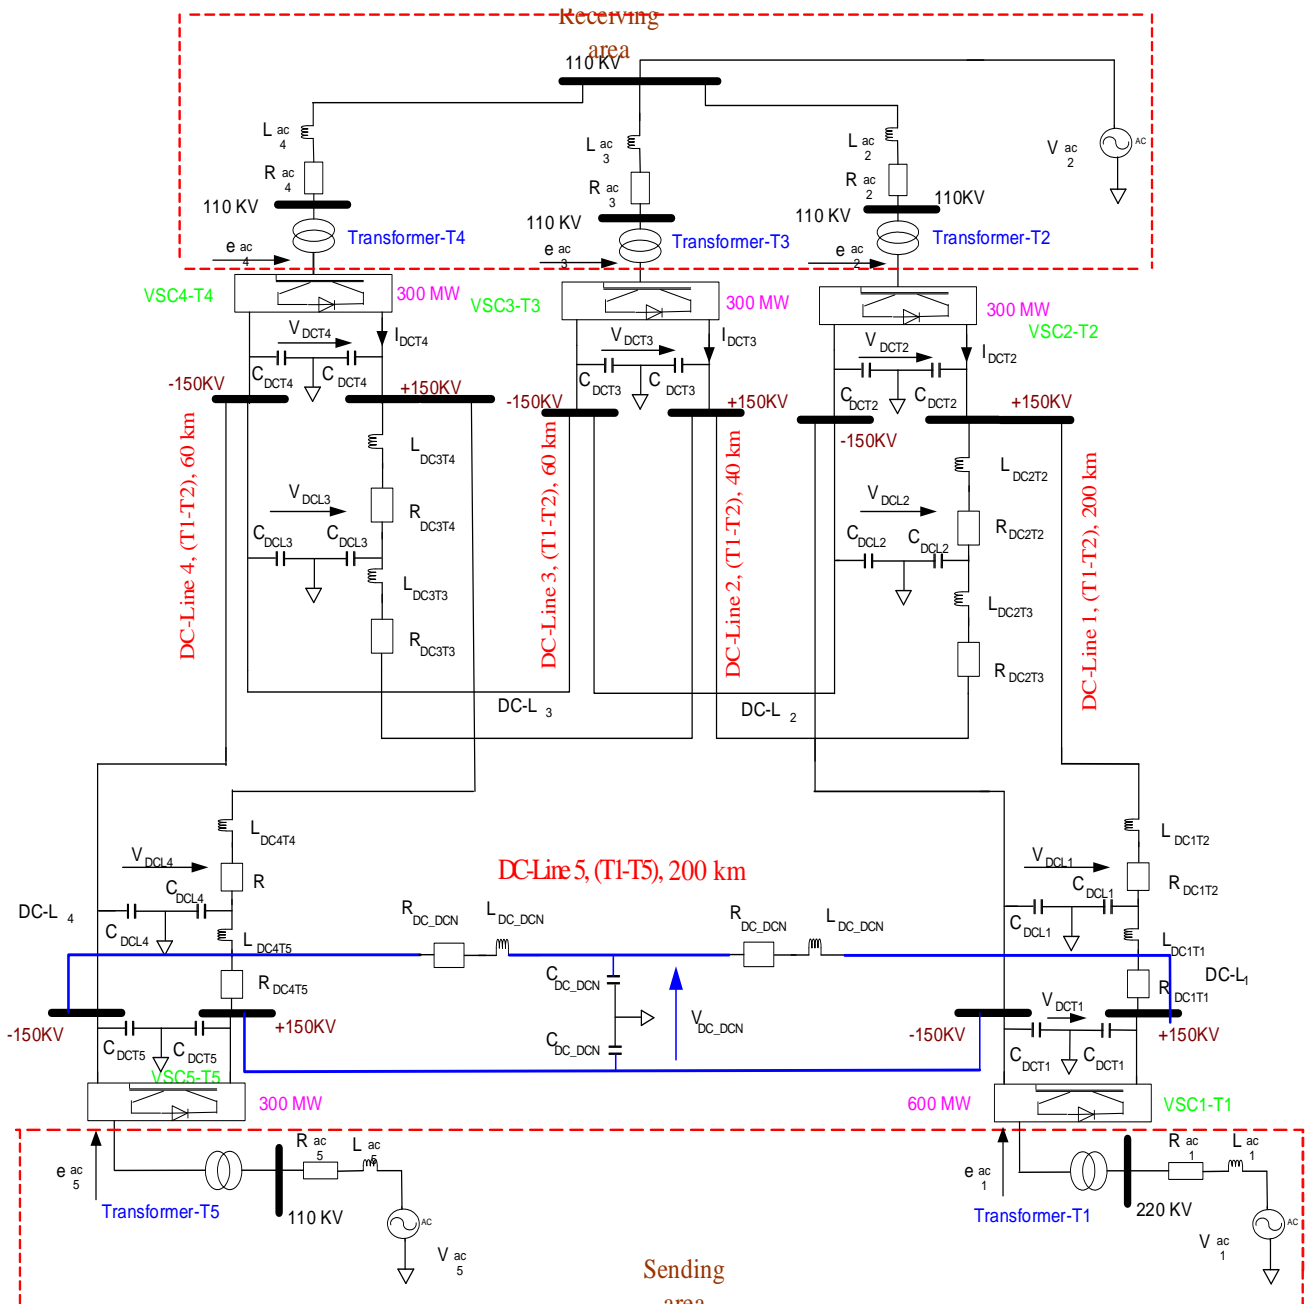 Receiving
area
110 KV
L ac 4
R ac 4
110 KV
e ac 4
Transformer-T4
L ac 3
R ac 3
110 KV
e ac 3
Transformer-T3
L ac 2
R ac 2
110 KV
110KV
e ac 2
Transformer-T2
V ac 2
AC
VSC4-T4
300 MW
VSC3-T3
300 MW
300 MW
VSC2-T2
V DCT4
I DCT4
C DCT4
C DCT4
-150KV
+150KV
V DCT3
I DCT3
C DCT3
C DCT3
-150KV
+150KV
V DCT2
I DCT2
C DCT2
C DCT2
-150KV
+150KV
DC-Line 4, (T1-T2), 60 km
L DC3T4
V DCL3
R DC3T4
C DCL3
C DCL3
L DC3T3
R DC3T3
DC-L 3
DC-Line 3, (T1-T2), 60 km
DC-Line 2, (T1-T2), 40 km
L DC2T2
V DCL2
R DC2T2
C DCL2
C DCL2
L DC2T3
R DC2T3
DC-L 2
DC-Line 1, (T1-T2), 200 km
L DC4T4
V DCL4
R
C DCL4
C DCL4
DC-L 4
L DC4T5
R DC4T5
-150KV
+150KV
C DCT5
C DCT5
VSC5-T5
300 MW
DC-Line 5, (T1-T5), 200 km
R DC_DCN
L DC_DCN
R DC_DCN
L DC_DCN
C DC_DCN
C DC_DCN
V DC_DCN
L DC1T2
V DCL1
R DC1T2
C DCL1
C DCL1
L DC1T1
R DC1T1
DC-L 1
V DCT1
-150KV
+150KV
C DCT1
C DCT1
600 MW
VSC1-T1
e ac 5
Transformer-T5
110 KV
R ac 5
L ac 5
V ac 5
AC
e ac 1
Transformer-T1
220 KV
R ac 1
L ac 1
V ac 1
AC
Sending
area